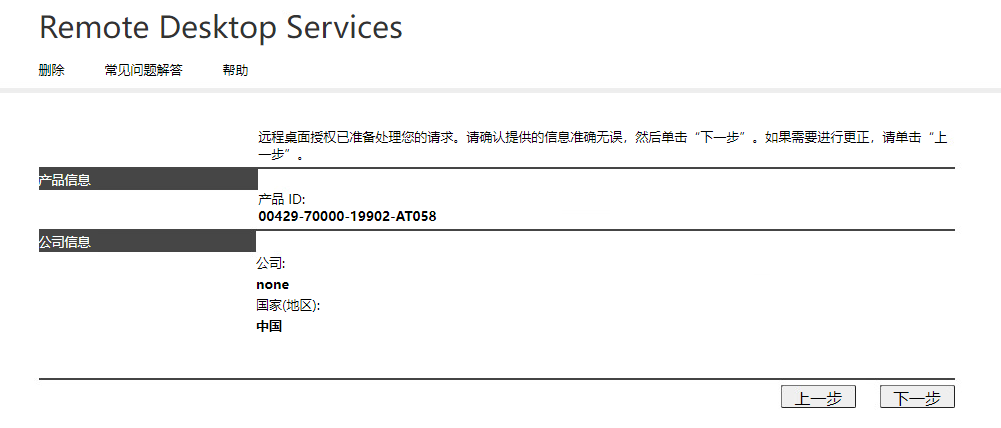 Remote Desktop Services
删除 常见问题解答 帮助
远程桌面授权已准备处理您的请求。请确认提供的信息准确无误，然后单击“下一步”。如果需要进行更正，请单击“上
一步”。
产品信息
产品 ID:
00429-70000-19902-AT058
公司信息
公司:
none
国家(地区):
中国
上一步 下一步